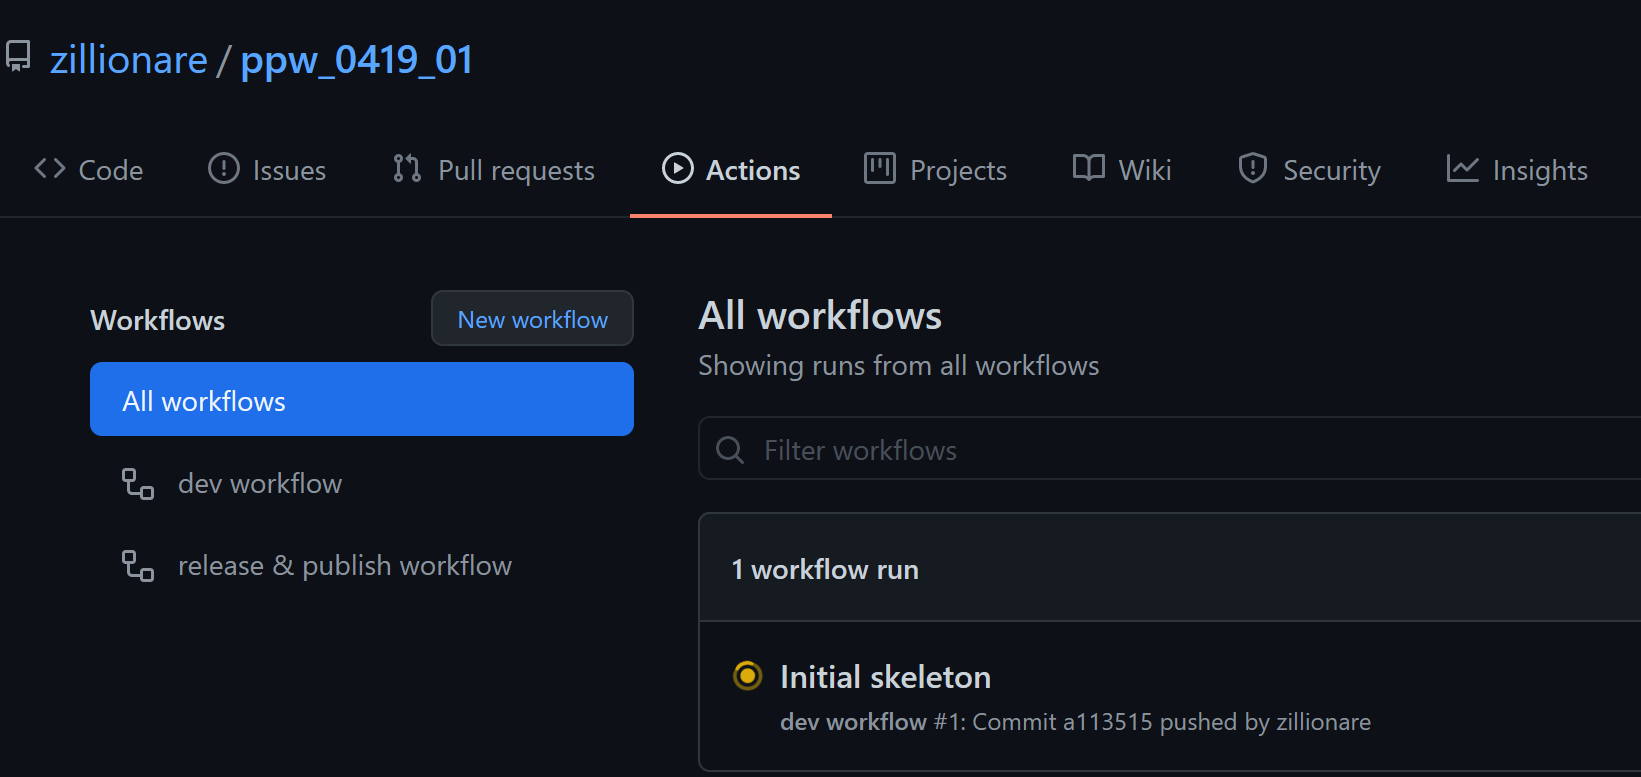 zillionare / ppw_0419_01
Code Issues Pull requests Actions Projects Wiki Security Insights
Workflows
New workflow
All workflows
dev workflow
release & publish workflow
All workflows
Showing runs from all workflows
Filter workflows
1 workflow run
Initial skeleton
dev workflow #1: Commit a113515 pushed by zillionare